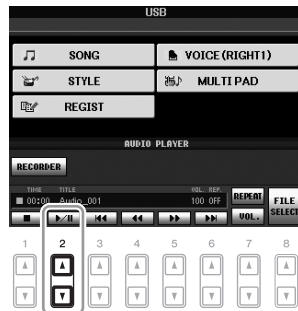 USB
SONG
VOICE(RIGHT1)
STYLE
MULTI PAD
REGIST
AUDIO PLAYER
RECORDER
TIME TITLE VOL. REP.
00:00 Audio_001 100 OFF
REPEAT
VOL.
FILE SELECT
1 2 3 4 5 6 7 8